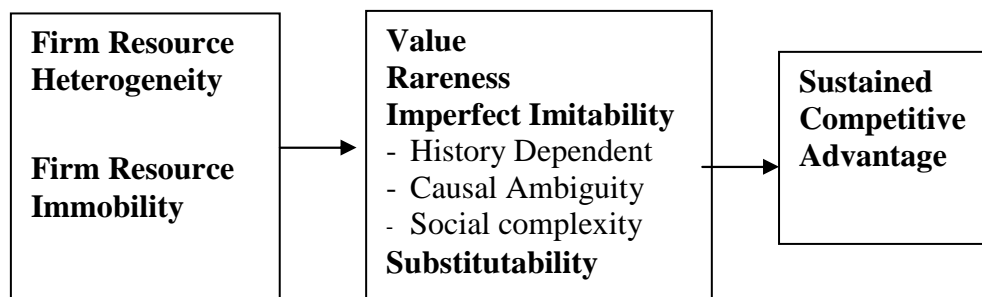 Firm Resource
Heterogeneity
Firm Resource
Immobility
Value
Rareness
Imperfect Imitability
- History Dependent
- Causal Ambiguity
- Social complexity
Substitutability
Sustained
Competitive
Advantage